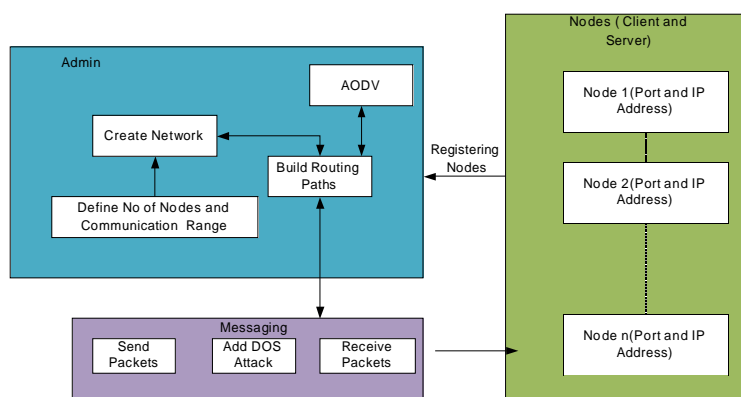 Admin
AODV
Create Network
Build Routing
Paths
Define No of Nodes and
Communication Range
Registering
Nodes
Nodes ( Client and
Server)
Node 1(Port and IP
Address)
Node 2(Port and IP
Address)
Node n(Port and IP
Address)
Messaging
Send
Packets
Add DOS
Attack
Receive
Packets